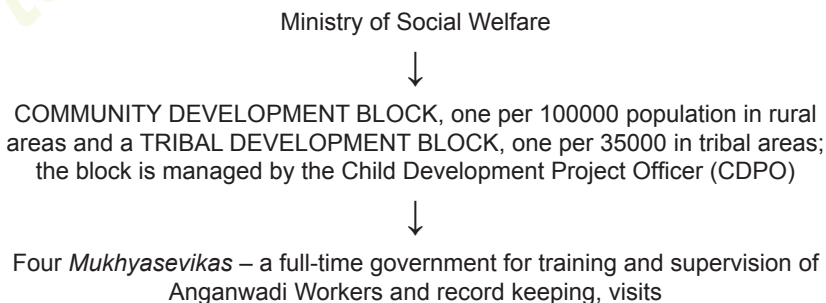 Ministry of Social Welfare
↓
COMMUNITY DEVELOPMENT BLOCK, one per 100000 population in rural
areas and a TRIBAL DEVELOPMENT BLOCK, one per 35000 in tribal areas;
the block is managed by the Child Development Project Officer (CDPO)
↓
Four Mukhyasevikas – a full-time government for training and supervision of
Anganwadi Workers and record keeping, visits